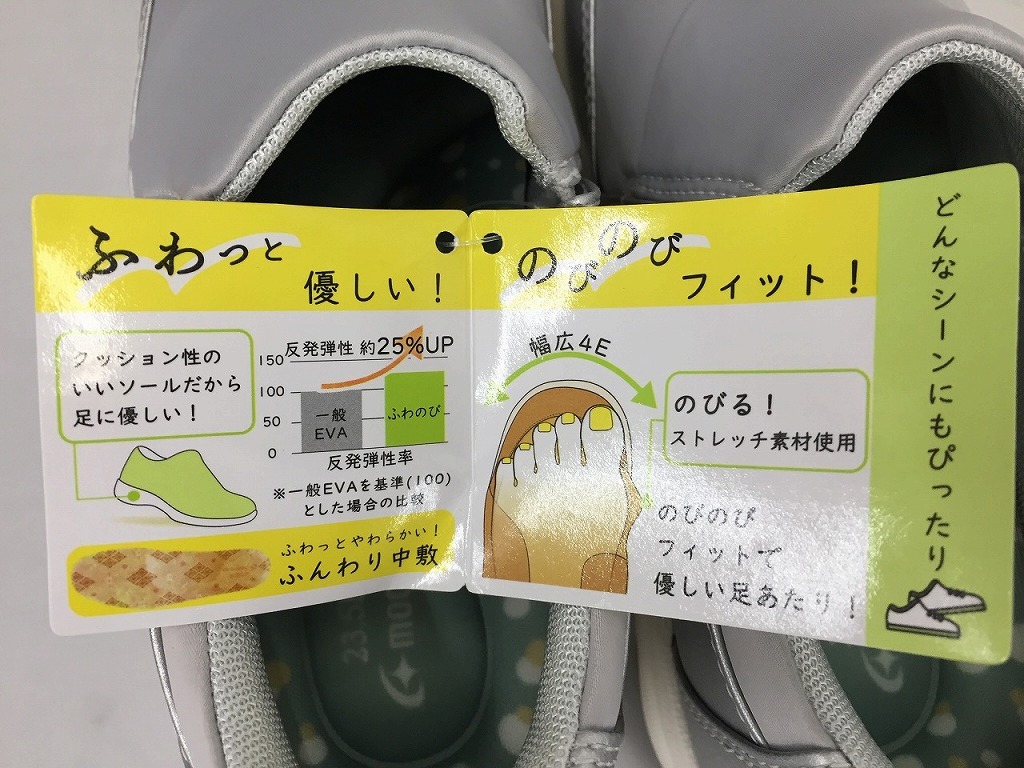 ふわっと
優しい！
クッション性の
いいソールだから
足に優しい！
反発弾性 約25%UP
150
100
50
0
一般
EVA
ふわのび
反発弾性率
※一般EVAを基準(100)
とした場合の比較
ふわっとやわらかい！
ふんわり中敷
のびのび
フィット！
幅広4E
のびる！
ストレッチ素材使用
のびのび
フィットで
優しい足あたり！
どんなシーンにもぴったり
23.5